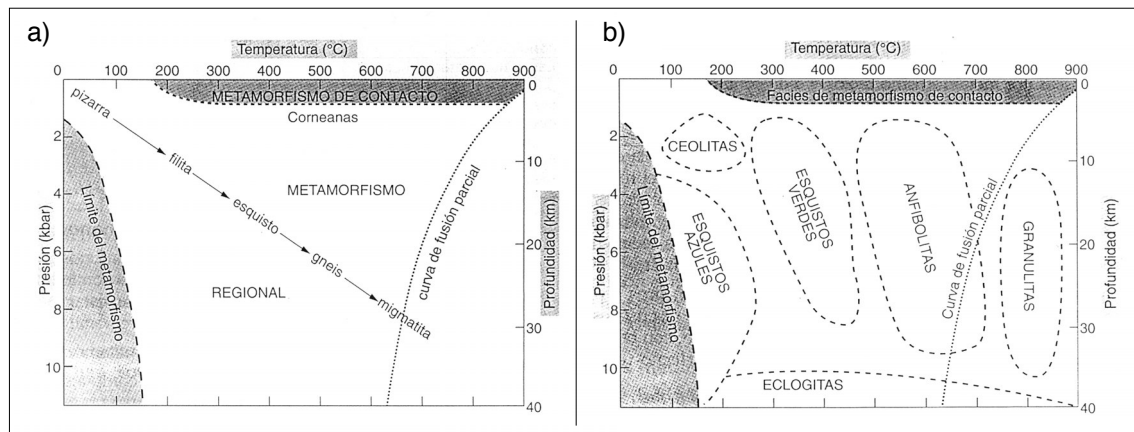 a)
Temperatura (°C)
0 100 200 300 400 500 600 700 800 900
METAMORFISMO DE CONTACTO
Corneanas
pizarra
filita
esquisto
gneis
migmatita
METAMORFISMO
REGIONAL
Límite del metamorfismo
curva de fusión parcial
Presión (kbar)
2
4
6
8
10
Profundidad (km)
0
10
20
30
40
b)
Temperatura (°C)
0 100 200 300 400 500 600 700 800 900
Facies de metamorfismo de contacto
CEOLITAS
ESQUISTOS
VERDES
ESQUISTOS
AZULES
ANFIBOLITAS
GRANULITAS
ECLOGITAS
Límite del metamorfismo
Curva de fusión parcial
Presión (kbar)
2
4
6
8
10
Profundidad (km)
0
10
20
30
40